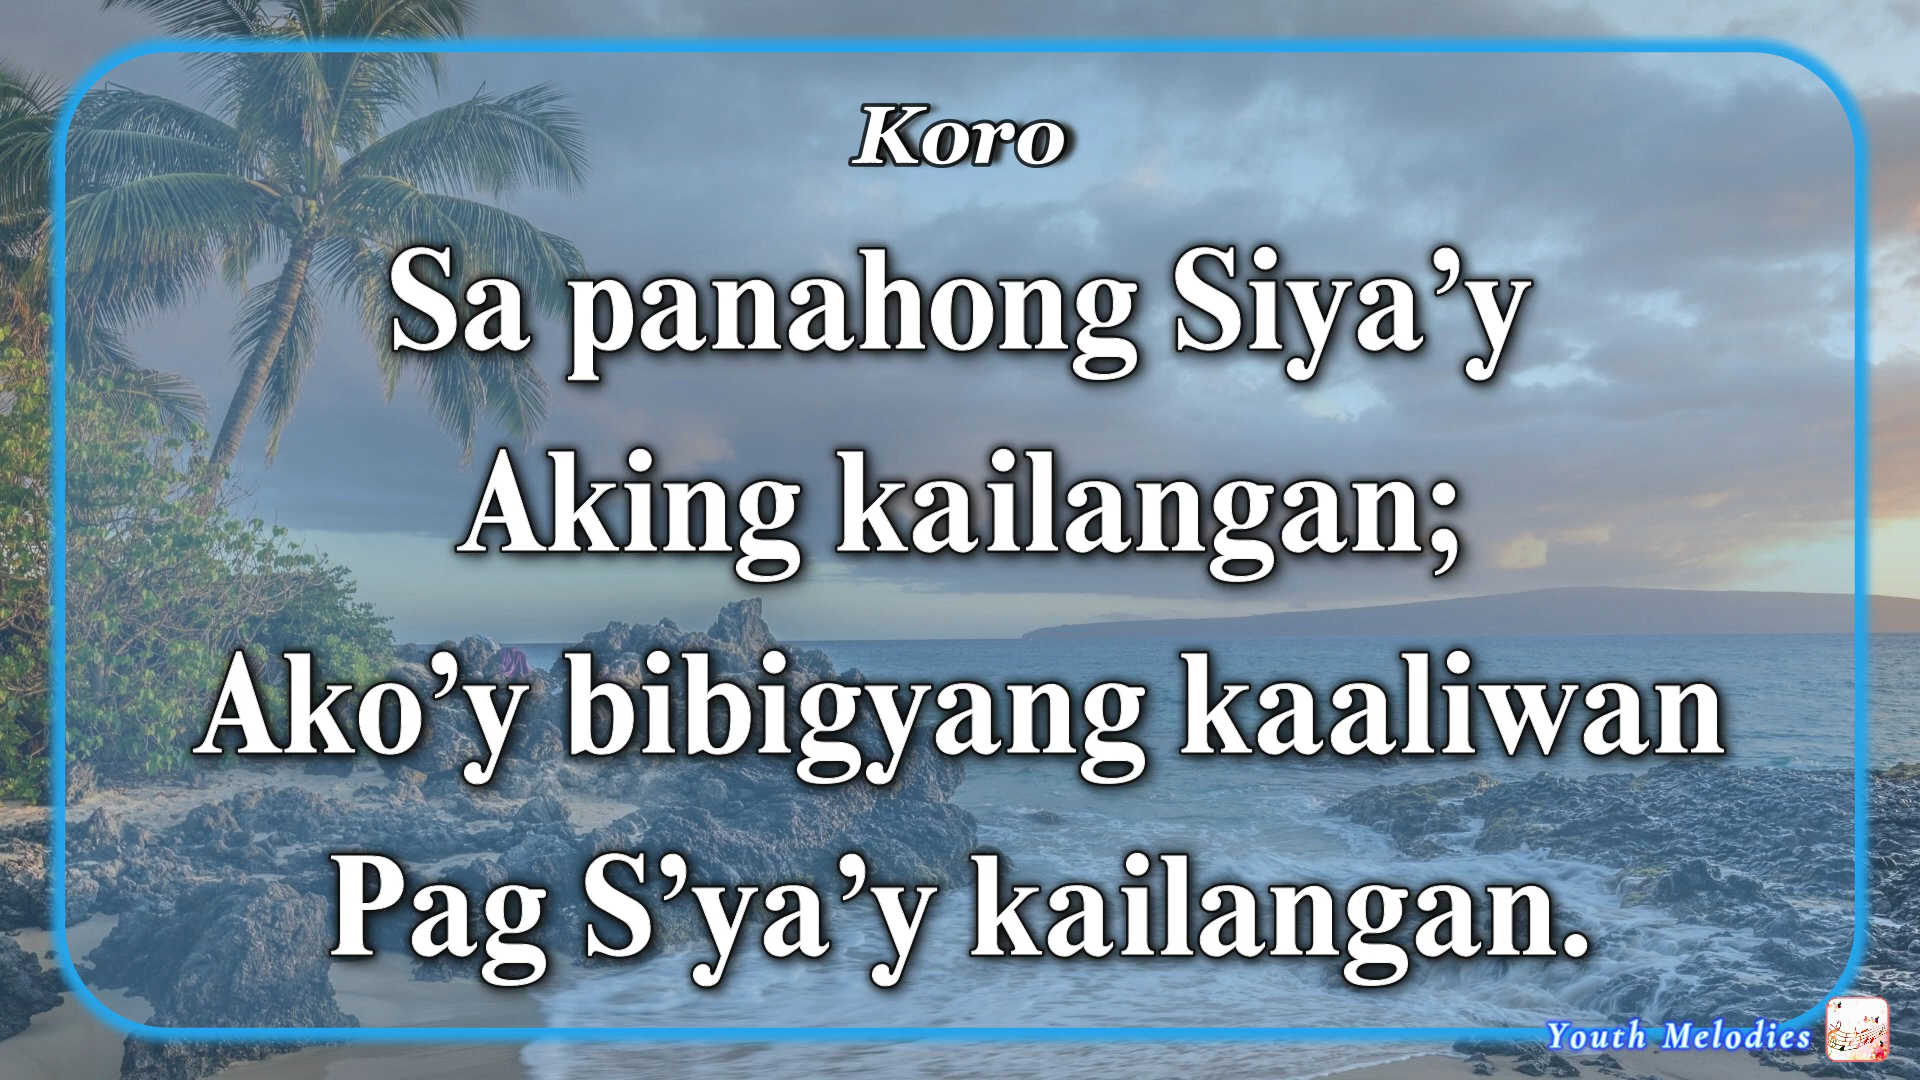 Koro
Sa panahong Siya’y
Aking kailangan;
Ako’y bibigyang kaaliwan
Pag S’ya’y kailangan.
Youth Melodies